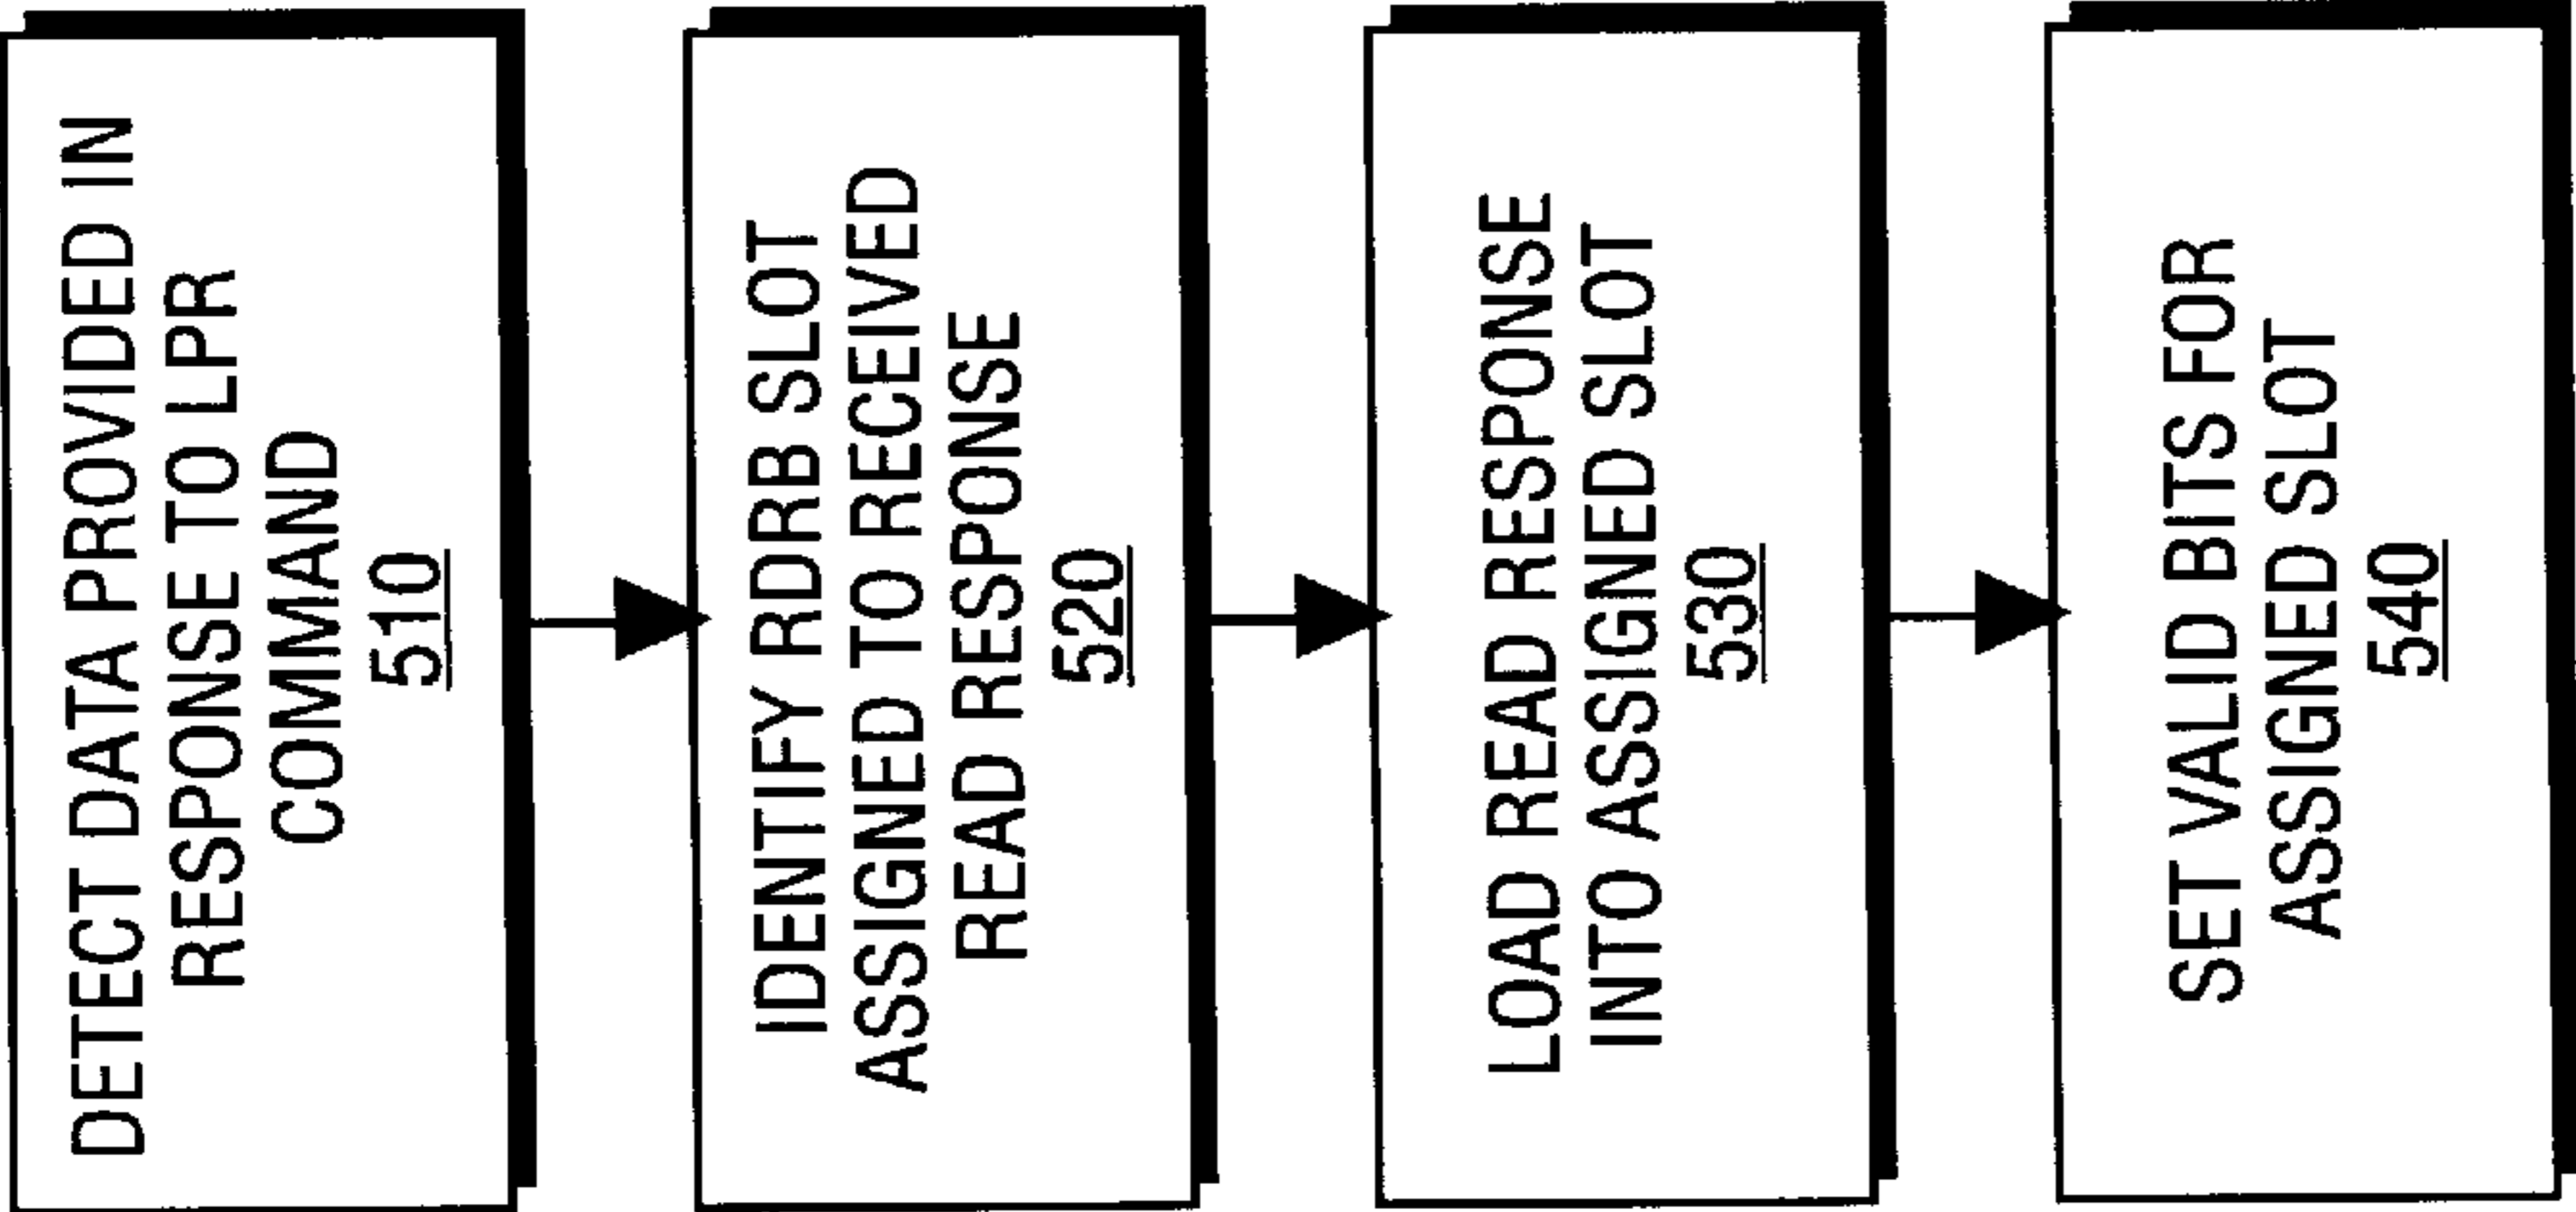 DETECT DATA PROVIDED IN
RESPONSE TO LPR
COMMAND
510
IDENTIFY RDRB SLOT
ASSIGNED TO RECEIVED
READ RESPONSE
520
LOAD READ RESPONSE
INTO ASSIGNED SLOT
530
SET VALID BITS FOR
ASSIGNED SLOT
540